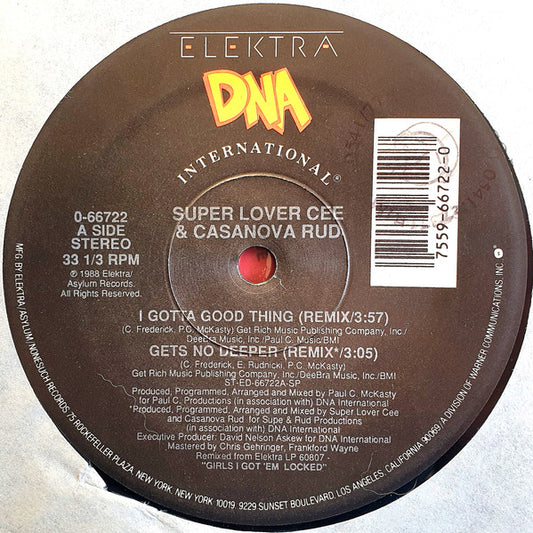 ELEKTRA
DNA
INTERNATIONAL®
0-66722
A SIDE
STEREO
33 1/3 RPM
℗ 1988 Elektra/
Asylum Records.
All Rights Reserved.
SUPER LOVER CEE
& CASANOVA RUD
7559-66722-0
I GOTTA GOOD THING (REMIX/3:57)
(C. Frederick, P.C. McKasty) Get Rich Music Publishing Company, Inc./
DeeBra Music, Inc./Paul C. Music/BMI
GETS NO DEEPER (REMIX*/3:05)
(C. Frederick, E. Rudnicki, P.C. McKasty)
Get Rich Music Publishing Company, Inc./DeeBra Music, Inc./BMI
ST-ED-66722A-SP
Produced, Programmed, Arranged and Mixed by Paul C. McKasty
for Paul C. Productions (in association with) DNA International
*Produced, Programmed, Arranged and Mixed by Super Lover Cee
and Casanova Rud for Supe & Rud Productions
(in association with) DNA International
Executive Producer: David Nelson Askew for DNA International
Mastered by Chris Gehringer, Frankford Wayne
Remixed from Elektra LP 60807 -
"GIRLS I GOT 'EM LOCKED"
MFG. BY ELEKTRA/ASYLUM/NONESUCH RECORDS 75 ROCKEFELLER PLAZA, NEW YORK, NEW YORK 10019. 9229 SUNSET BOULEVARD, LOS ANGELES, CALIFORNIA 90069. A DIVISION OF WARNER COMMUNICATIONS, INC.